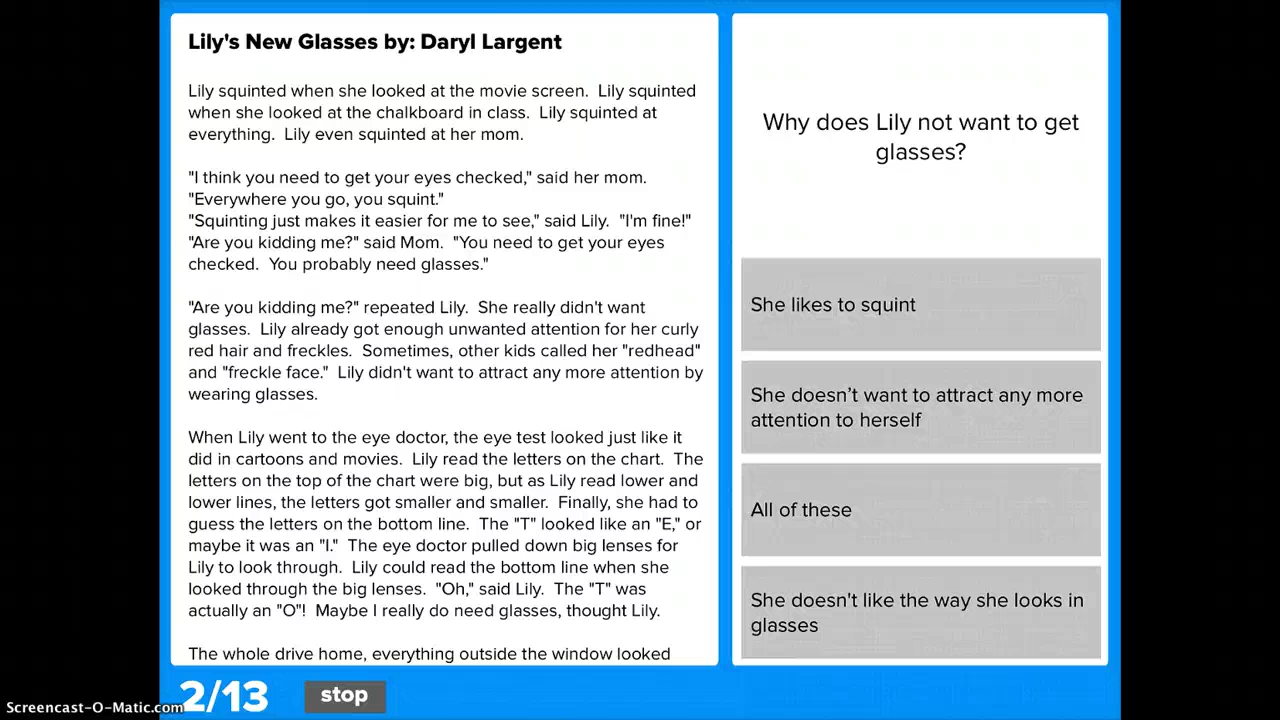 Lily's New Glasses by: Daryl Largent
Lily squinted when she looked at the movie screen.  Lily squinted
when she looked at the chalkboard in class.  Lily squinted at
everything.  Lily even squinted at her mom.
"I think you need to get your eyes checked," said her mom.
"Everywhere you go, you squint."
"Squinting just makes it easier for me to see," said Lily.  "I'm fine!"
"Are you kidding me?" said Mom.  "You need to get your eyes
checked.  You probably need glasses."
"Are you kidding me?" repeated Lily.  She really didn't want
glasses.  Lily already got enough unwanted attention for her curly
red hair and freckles.  Sometimes, other kids called her "redhead"
and "freckle face."  Lily didn't want to attract any more attention by
wearing glasses.
When Lily went to the eye doctor, the eye test looked just like it
did in cartoons and movies.  Lily read the letters on the chart.  The
letters on the top of the chart were big, but as Lily read lower and
lower lines, the letters got smaller and smaller.  Finally, she had to
guess the letters on the bottom line.  The "T" looked like an "E," or
maybe it was an "I."  The eye doctor pulled down big lenses for
Lily to look through.  Lily could read the bottom line when she
looked through the big lenses.  "Oh," said Lily.  The "T" was
actually an "O"!  Maybe I really do need glasses, thought Lily.
The whole drive home, everything outside the window looked
Why does Lily not want to get
glasses?
She likes to squint
She doesn't want to attract any more
attention to herself
All of these
She doesn't like the way she looks in
glasses
2/13
stop
Screencast-O-Matic.com